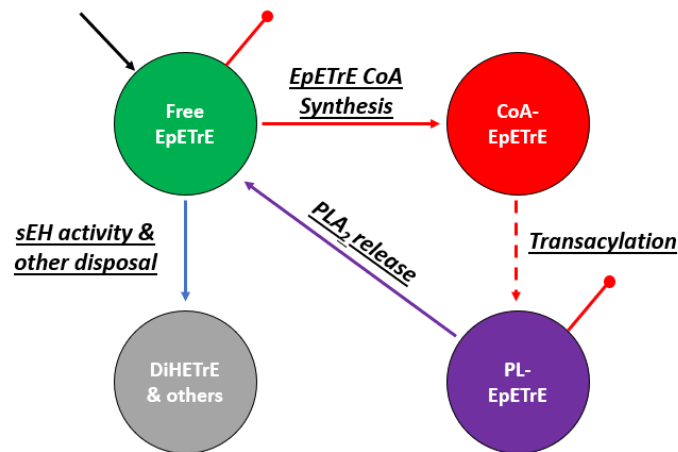 EpETrE CoA
Synthesis
Free
EpETrE
CoA-
EpETrE
PLA2 release
sEH activity &
other disposal
Transacylation
DiHETrE
& others
PL-
EpETrE